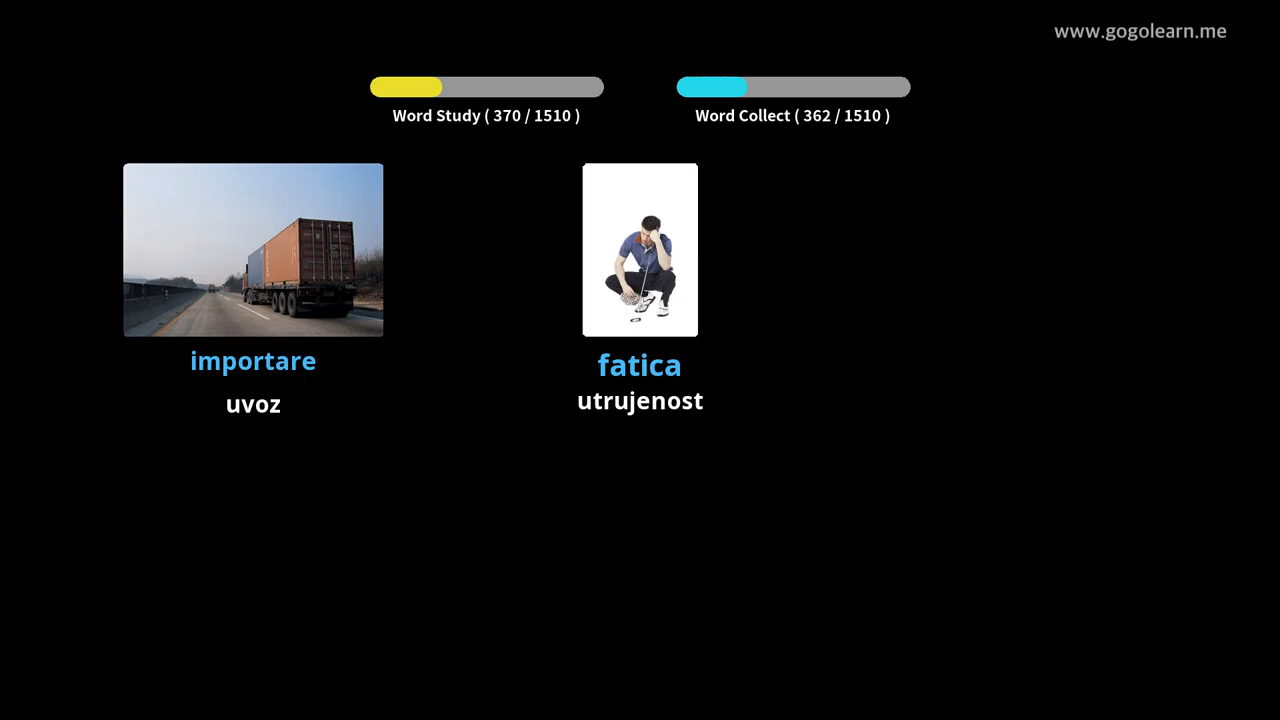 www.gogolearn.me
Word Study ( 370 / 1510 )
Word Collect ( 362 / 1510 )
importare
uvoz
fatica
utrujenost